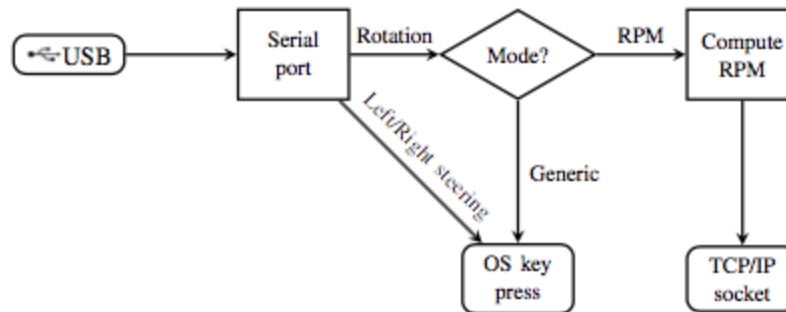 USB
Serial
port
Rotation
Mode?
RPM
Compute
RPM
Left/Right steering
Generic
OS key
press
TCP/IP
socket